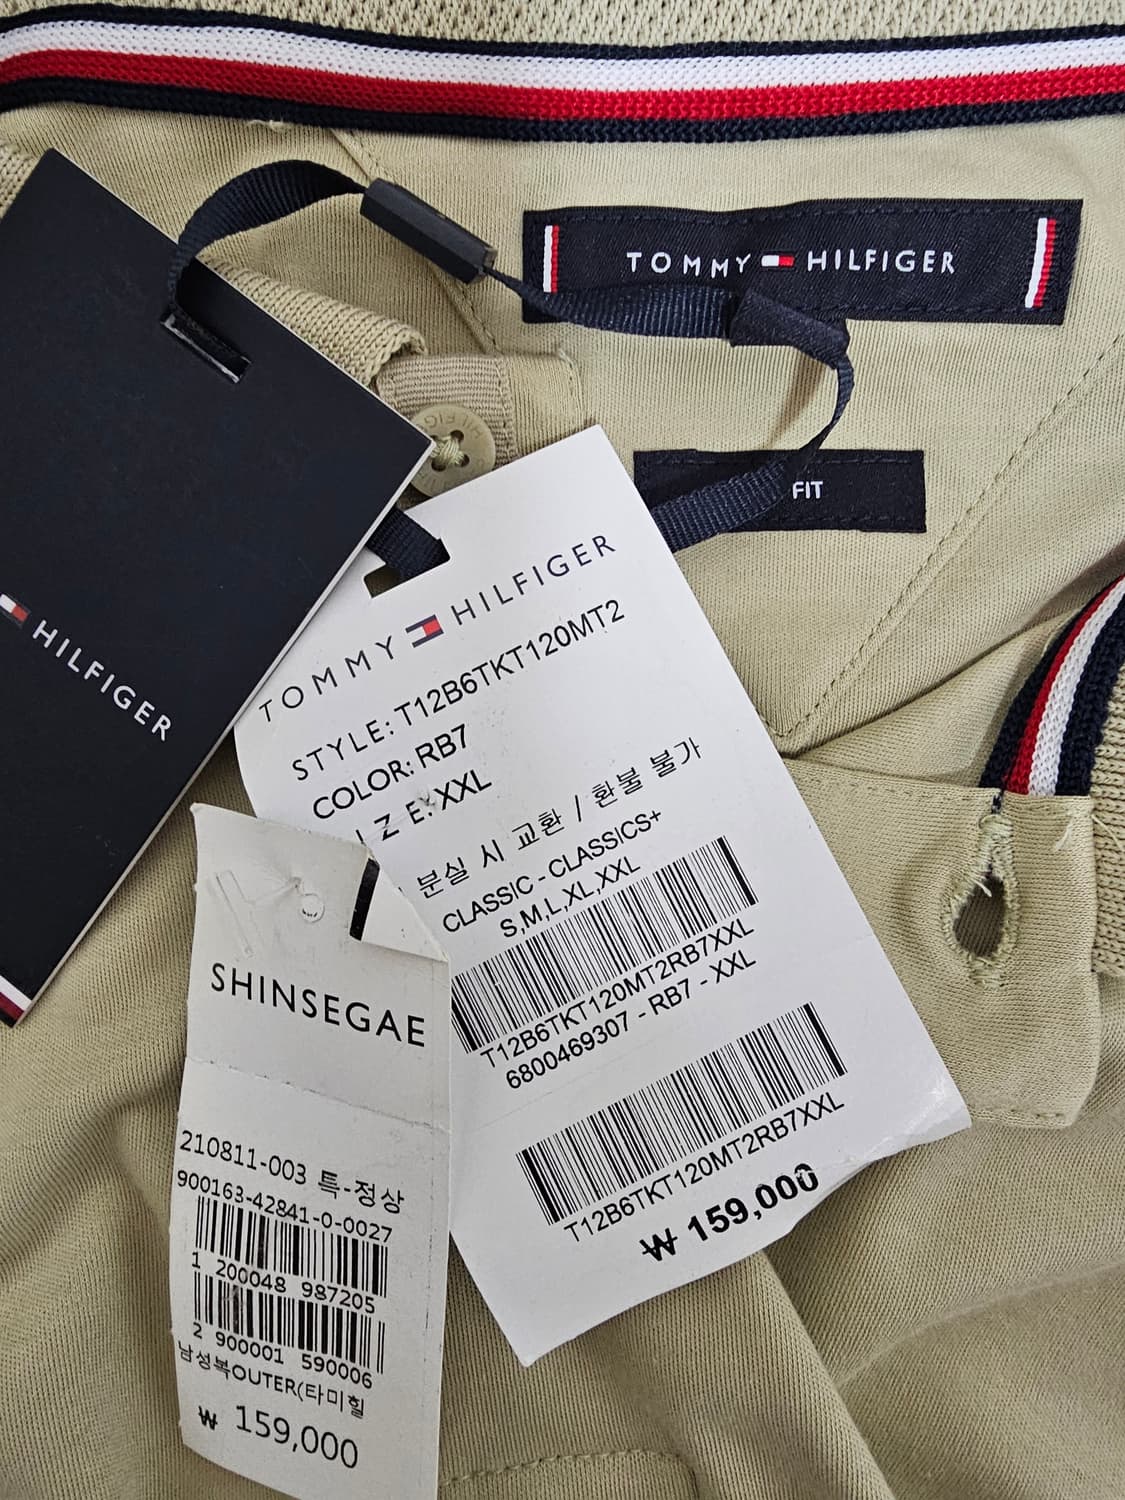 TOMMY HILFIGER
FIT
HILFIGER
TOMMY HILFIGER
STYLE: T12B6TKT120MT2
COLOR: RB7
I Z E: XXL
분실 시 교환 / 환불 불가
CLASSIC - CLASSICS+
S,M,L,XL,XXL
T12B6TKT120MT2RB7XXL
6800469307 - RB7 - XXL
T12B6TKT120MT2RB7XXL
₩ 159,000
SHINSEGAE
210811-003 특-정상
900163-42841-0-0027
1 200048 987205
2 900001 590006
남성복OUTER(타미힐
₩ 159,000